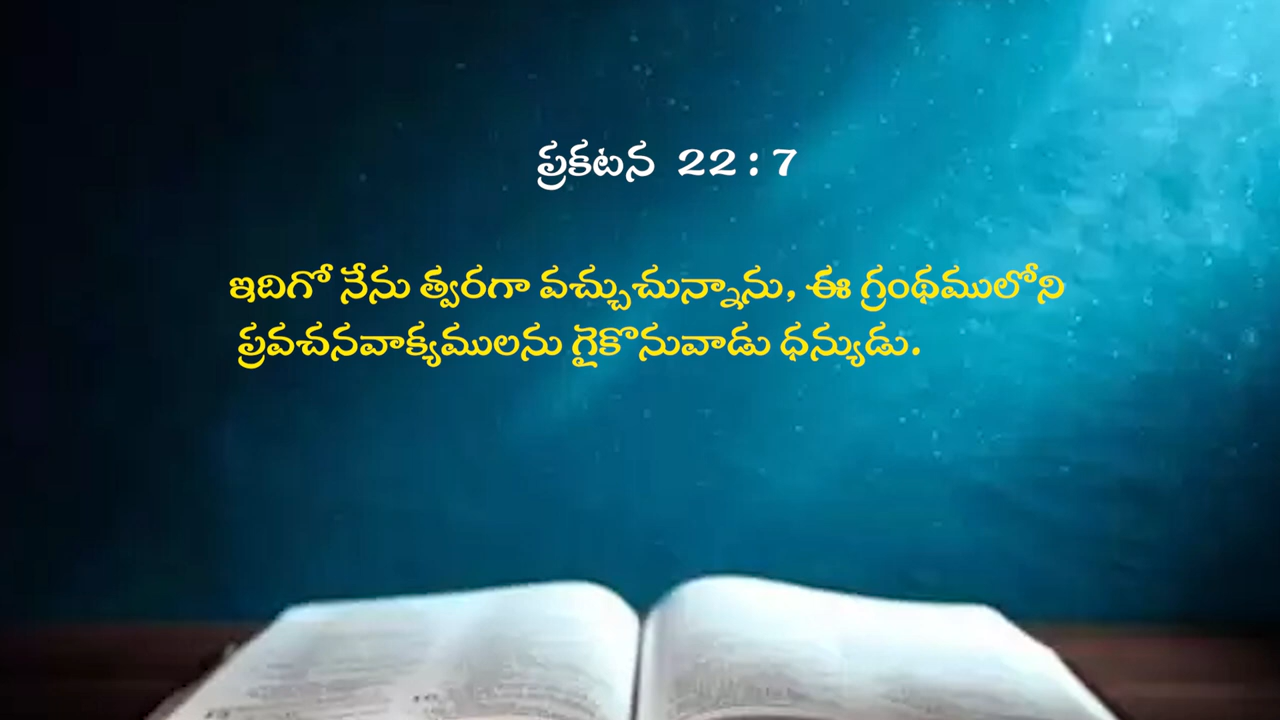 ప్రకటన 22 : 7
ఇదిగో నేను త్వరగా వచ్చుచున్నాను, ఈ గ్రంథములోని
ప్రవచనవాక్యములను గైకొనువాడు ధన్యుడు.